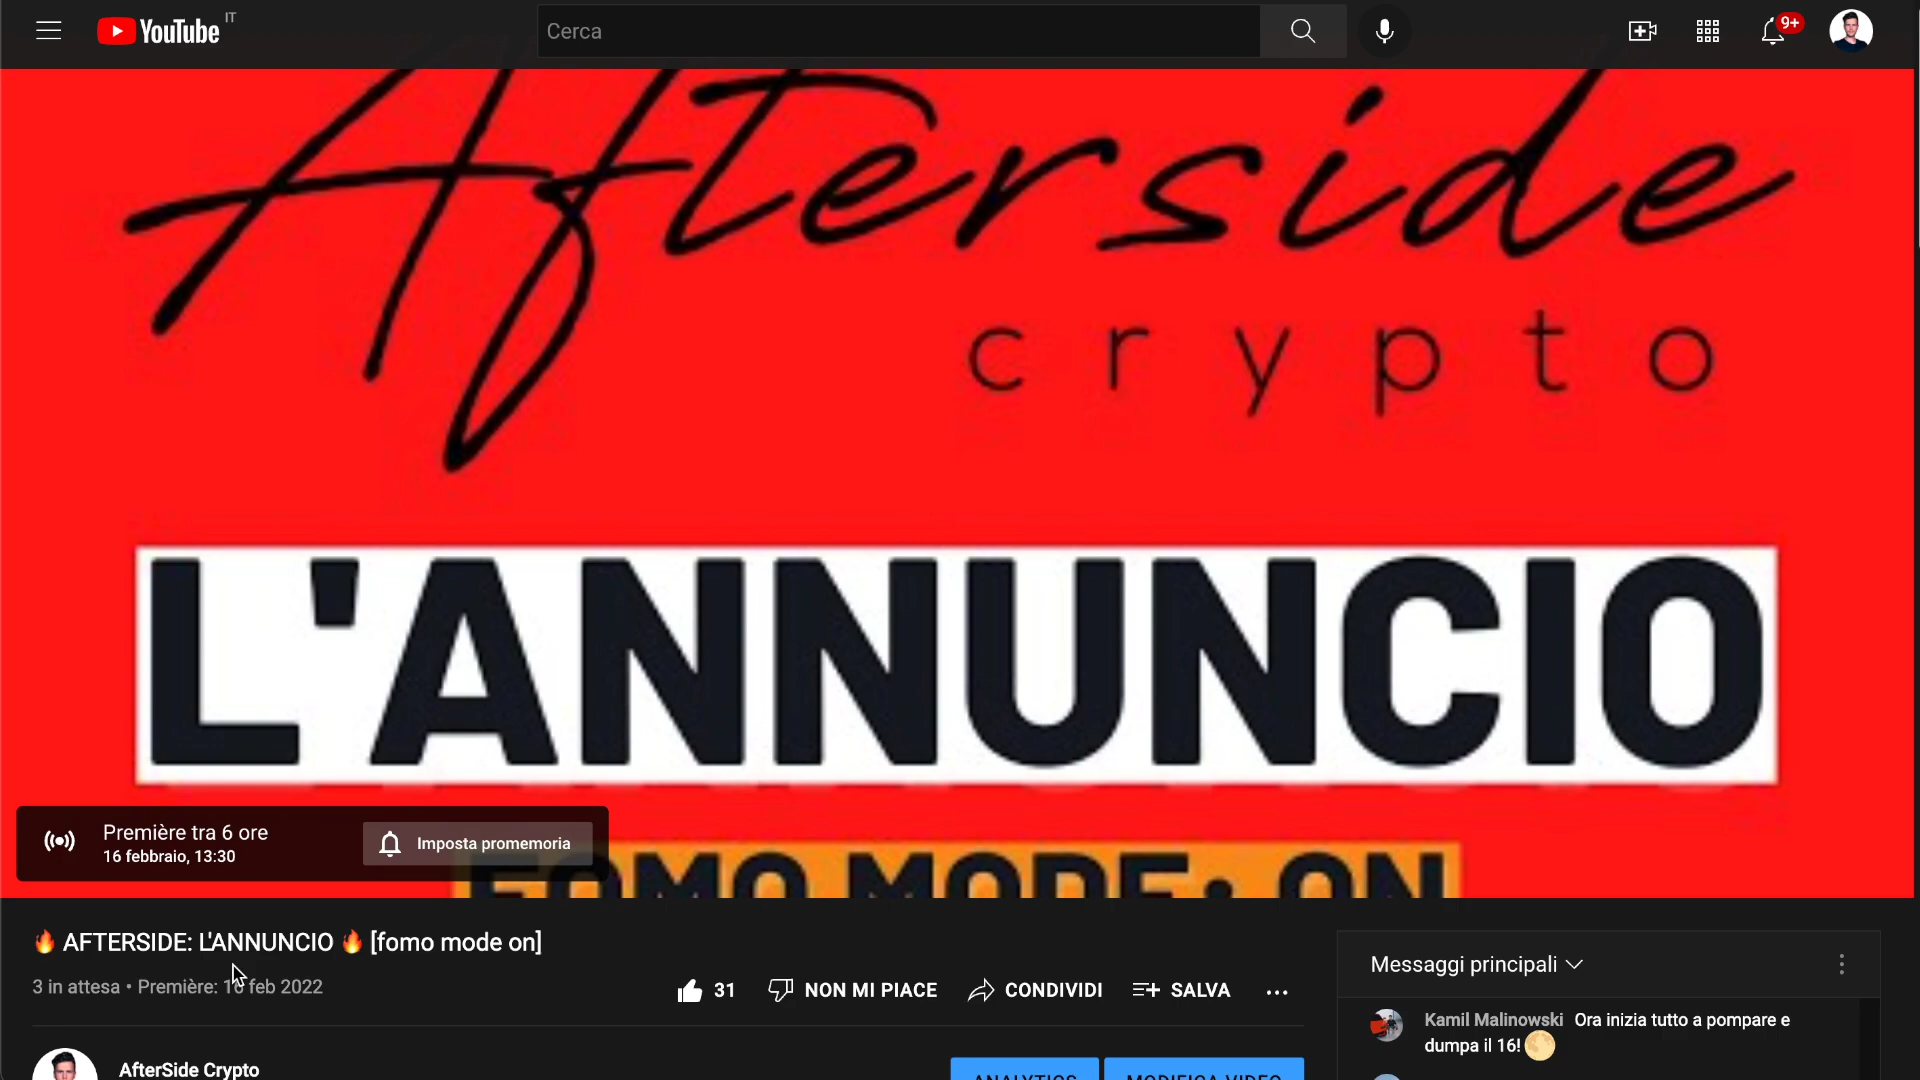 YouTube IT
Cerca
9+
Afterside
crypto
L'ANNUNCIO
FOMO MODE: ON
Première tra 6 ore
16 febbraio, 13:30
Imposta promemoria
🔥 AFTERSIDE: L'ANNUNCIO 🔥 [fomo mode on]
3 in attesa • Première: 16 feb 2022
31
NON MI PIACE
CONDIVIDI
SALVA
Messaggi principali
Kamil Malinowski Ora inizia tutto a pompare e
dumpa il 16!🌕
AfterSide Crypto
ANALYTICS
MODIFICA VIDEO